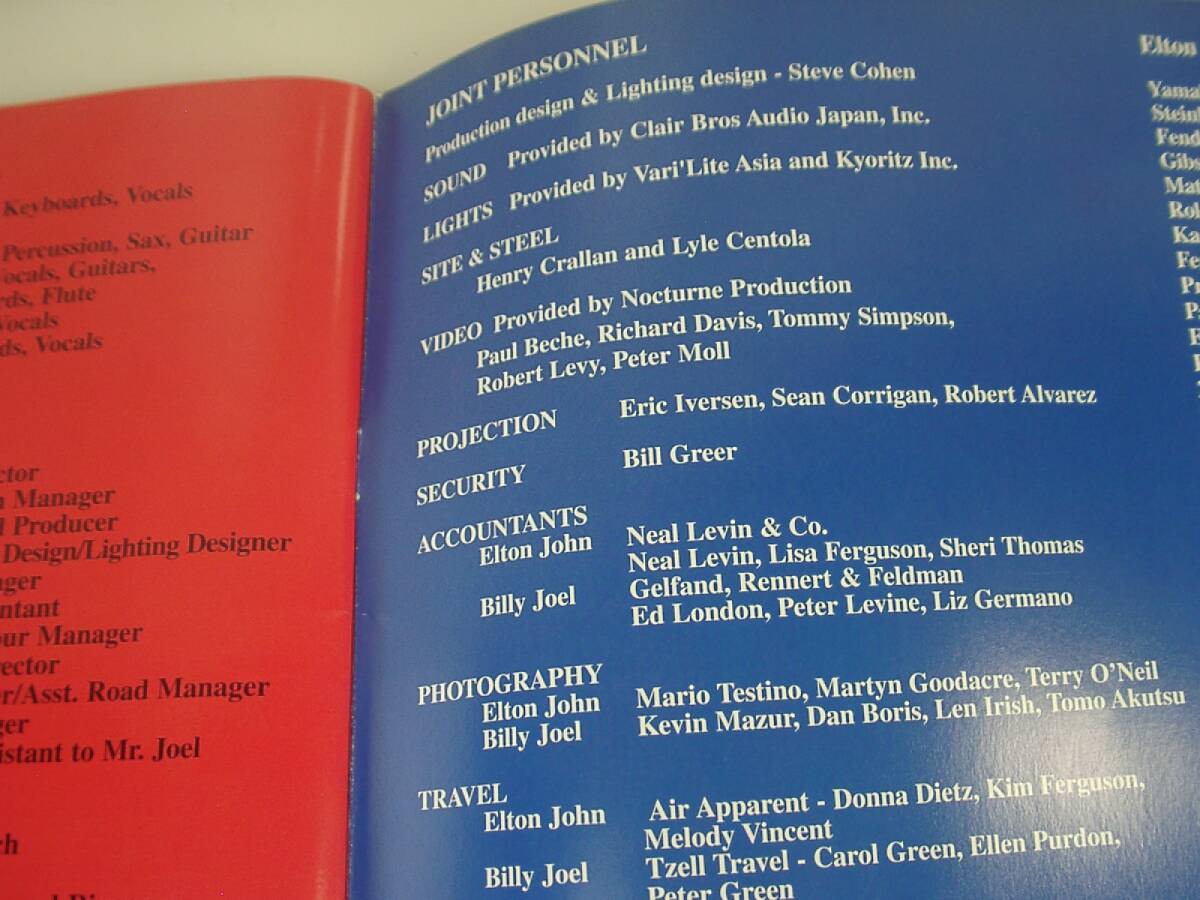 Keyboards, Vocals
Percussion, Sax, Guitar
Vocals, Guitars,
Flute
Vocals
Vocals
Manager
Producer
Design/Lighting Designer
Manager
Asst. Road Manager
to Mr. Joel
JOINT PERSONNEL
Production design & Lighting design - Steve Cohen
SOUND Provided by Clair Bros Audio Japan, Inc.
LIGHTS Provided by Vari'Lite Asia and Kyoritz Inc.
SITE & STEEL
Henry Crallan and Lyle Centola
VIDEO Provided by Nocturne Production
Paul Beche, Richard Davis, Tommy Simpson,
Robert Levy, Peter Moll
PROJECTION Eric Iversen, Sean Corrigan, Robert Alvarez
SECURITY Bill Greer
ACCOUNTANTS
Elton John Neal Levin & Co.
Neal Levin, Lisa Ferguson, Sheri Thomas
Billy Joel Gelfand, Rennert & Feldman
Ed London, Peter Levine, Liz Germano
PHOTOGRAPHY
Elton John Mario Testino, Martyn Goodacre, Terry O'Neil
Billy Joel Kevin Mazur, Dan Boris, Len Irish, Tomo Akutsu
TRAVEL
Elton John Air Apparent - Donna Dietz, Kim Ferguson,
Melody Vincent
Billy Joel Tzell Travel - Carol Green, Ellen Purdon,
Peter Green
Elton